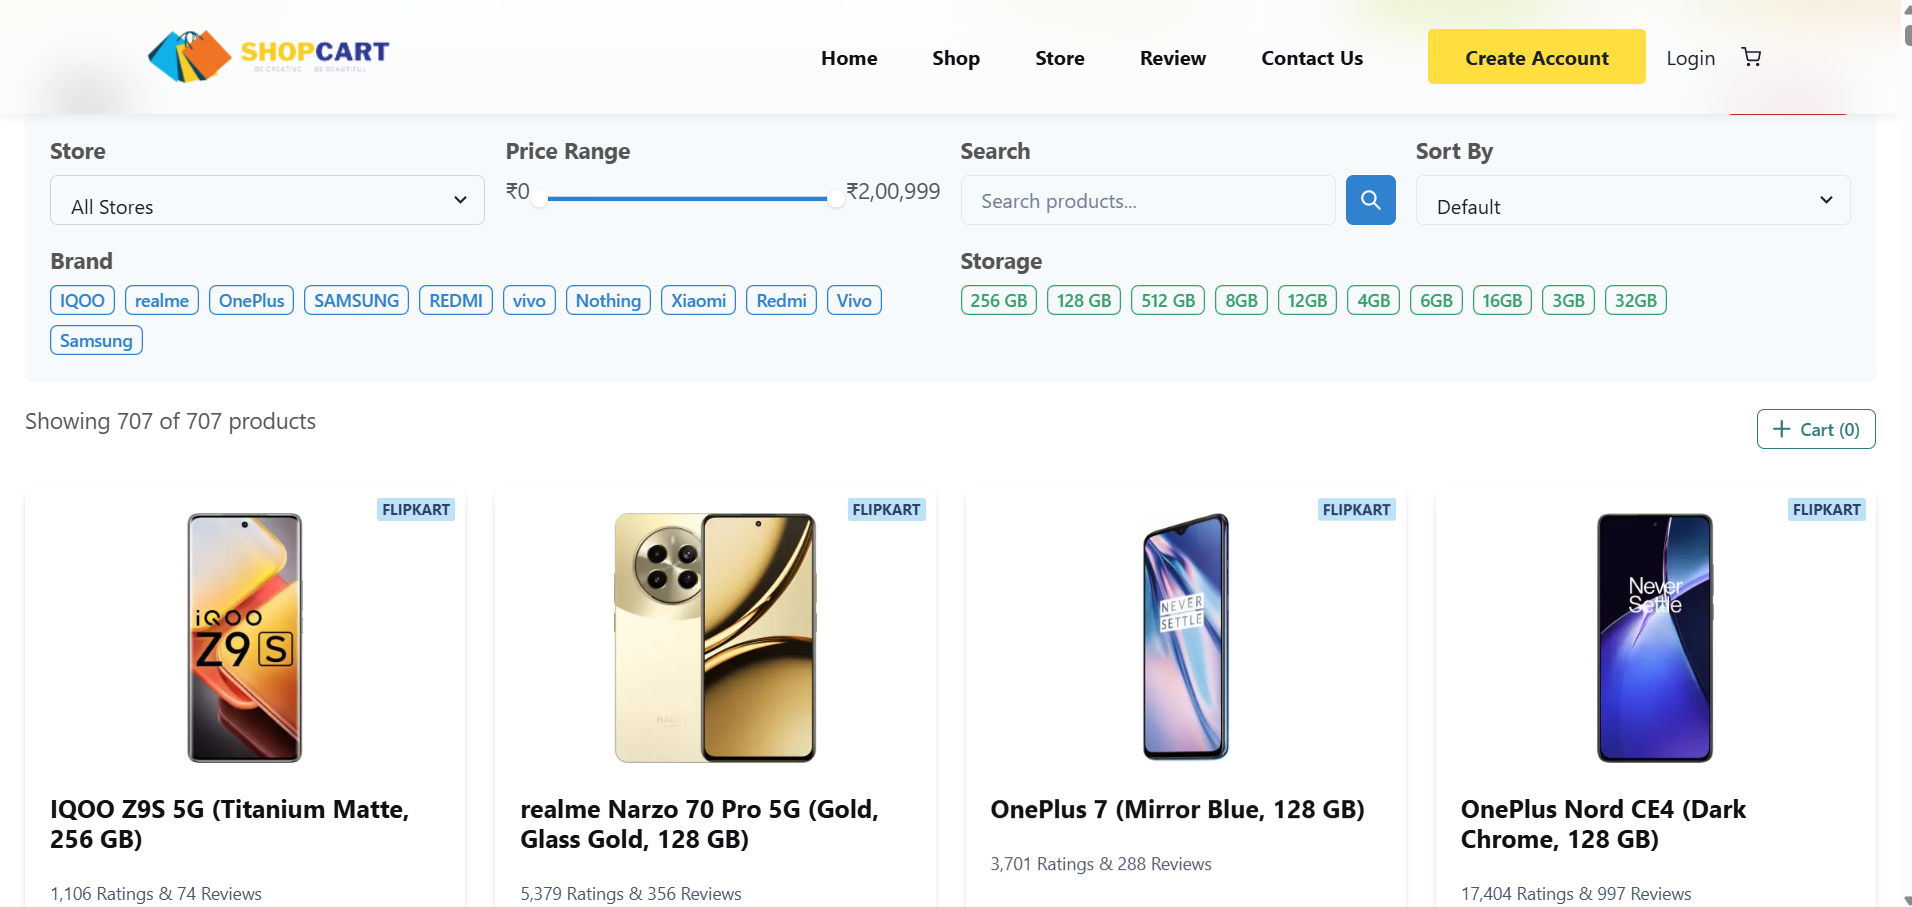 SHOPCART
BE CREATIVE BE BEAUTIFUL
Home Shop Store Review Contact Us Create Account Login
Store Price Range Search Sort By
All Stores ₹0 ₹2,00,999 Search products... Default
Brand Storage
IQOO realme OnePlus SAMSUNG REDMI vivo Nothing Xiaomi Redmi Vivo
Samsung
256 GB 128 GB 512 GB 8GB 12GB 4GB 6GB 16GB 3GB 32GB
Showing 707 of 707 products
Cart (0)
FLIPKART FLIPKART FLIPKART FLIPKART
iQOO
Z9 S
NEVER
SETTLE
Never
Settle
IQOO Z9S 5G (Titanium Matte,
256 GB)
1,106 Ratings & 74 Reviews
realme Narzo 70 Pro 5G (Gold,
Glass Gold, 128 GB)
5,379 Ratings & 356 Reviews
OnePlus 7 (Mirror Blue, 128 GB)
3,701 Ratings & 288 Reviews
OnePlus Nord CE4 (Dark
Chrome, 128 GB)
17,404 Ratings & 997 Reviews